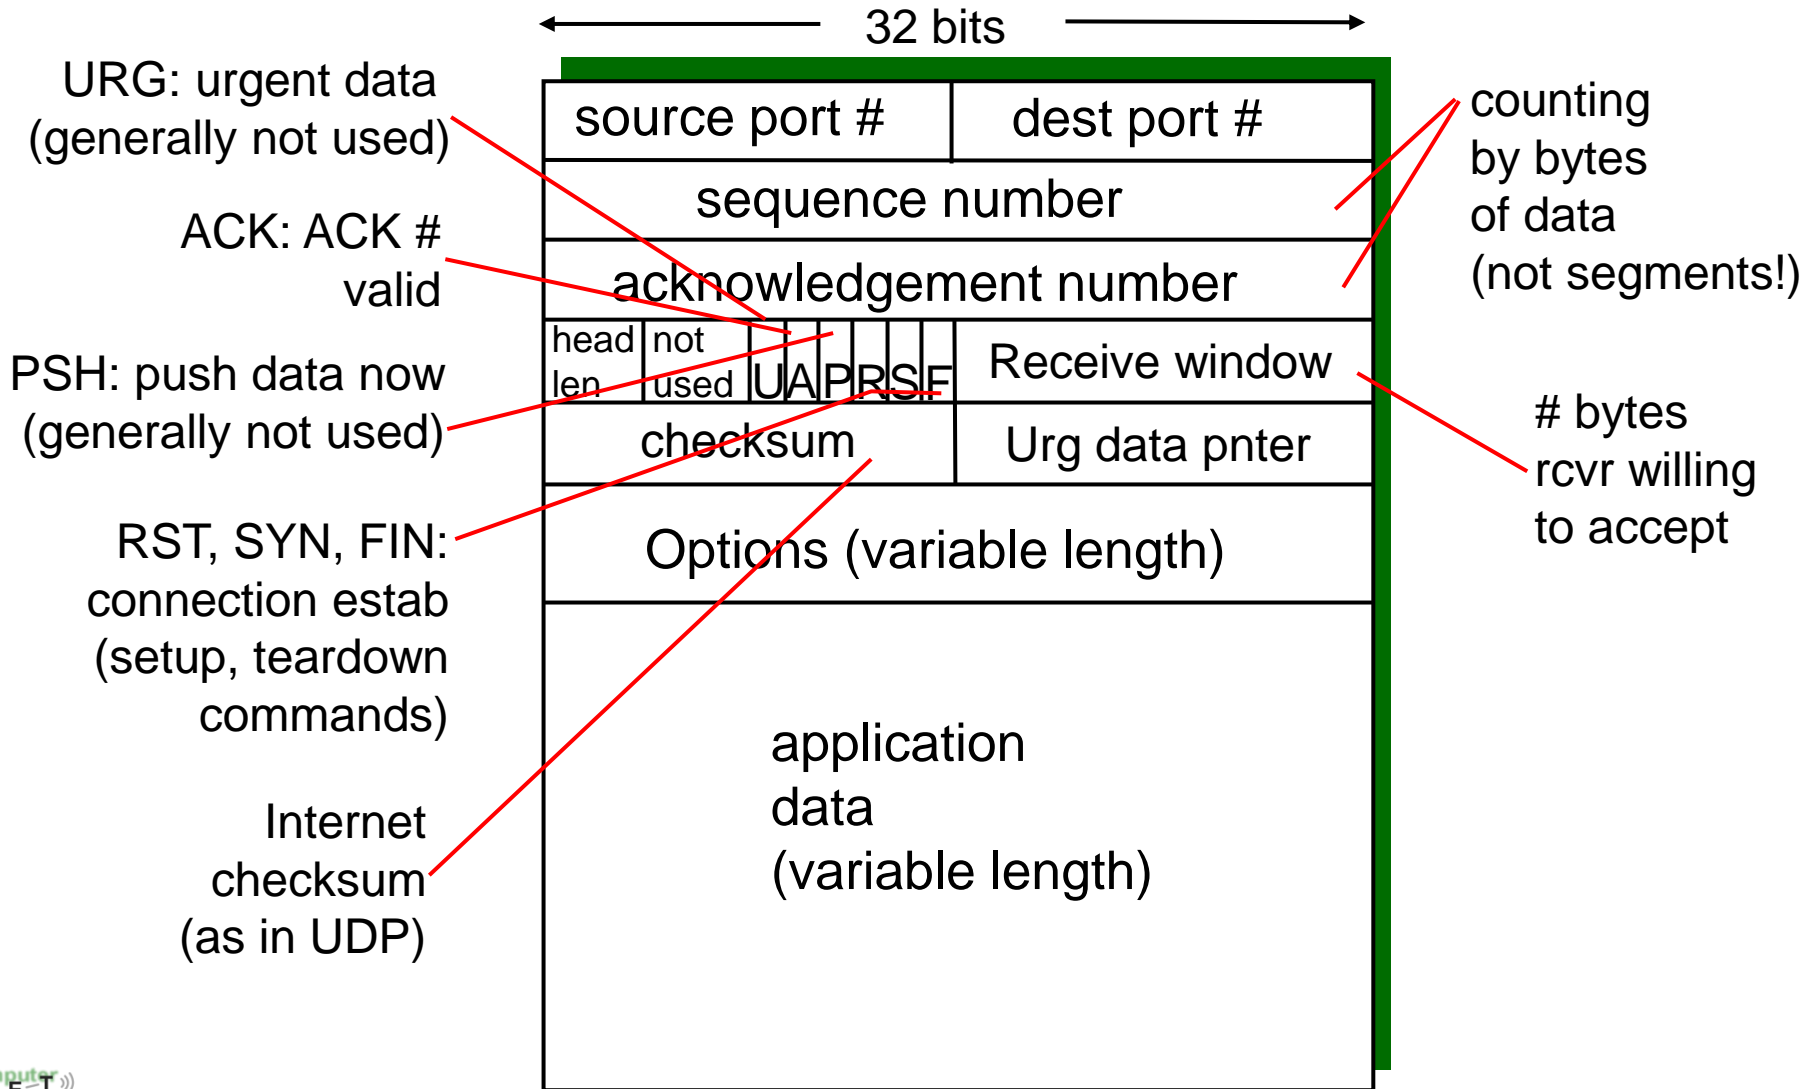 32 bits
URG: urgent data
(generally not used)
ACK: ACK #
valid
PSH: push data now
(generally not used)
RST, SYN, FIN:
connection estab
(setup, teardown
commands)
Internet
checksum
(as in UDP)
source port #
dest port #
sequence number
acknowledgement number
head
len
not
used
U A P R S F
Receive window
checksum
Urg data pnter
Options (variable length)
application
data
(variable length)
counting
by bytes
of data
(not segments!)
# bytes
rcvr willing
to accept